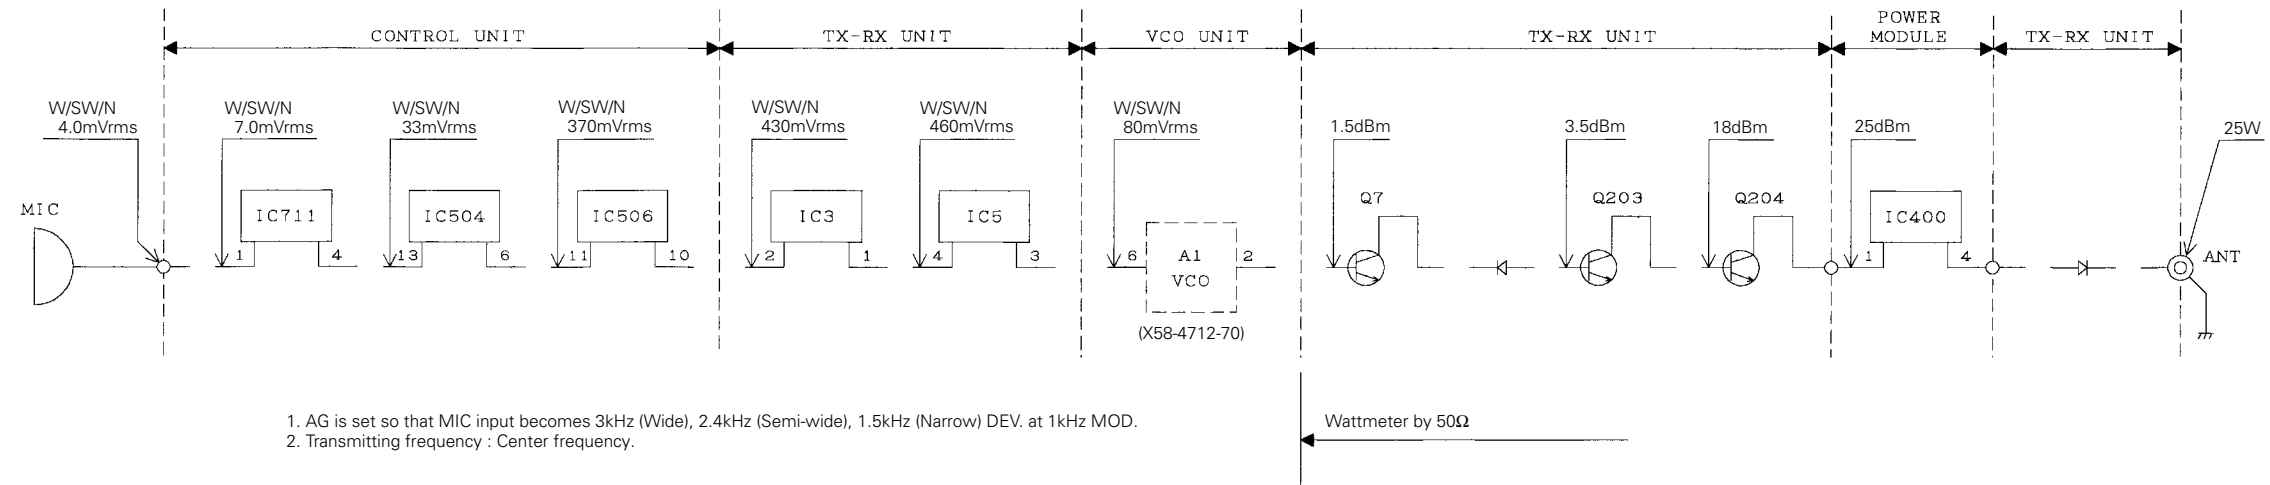 CONTROL UNIT
TX-RX UNIT
VCO UNIT
TX-RX UNIT
POWER
MODULE
TX-RX UNIT
W/SW/N
4.0mVrms
W/SW/N
7.0mVrms
W/SW/N
33mVrms
W/SW/N
370mVrms
W/SW/N
430mVrms
W/SW/N
460mVrms
W/SW/N
80mVrms
1.5dBm
3.5dBm
18dBm
25dBm
25W
MIC
IC711
1
4
IC504
13
6
IC506
11
10
IC3
2
1
IC5
4
3
A1
VCO
6
2
(X58-4712-70)
Q7
Q203
Q204
IC400
1
4
ANT
1. AG is set so that MIC input becomes 3kHz (Wide), 2.4kHz (Semi-wide), 1.5kHz (Narrow) DEV. at 1kHz MOD.
2. Transmitting frequency : Center frequency.
Wattmeter by 50Ω